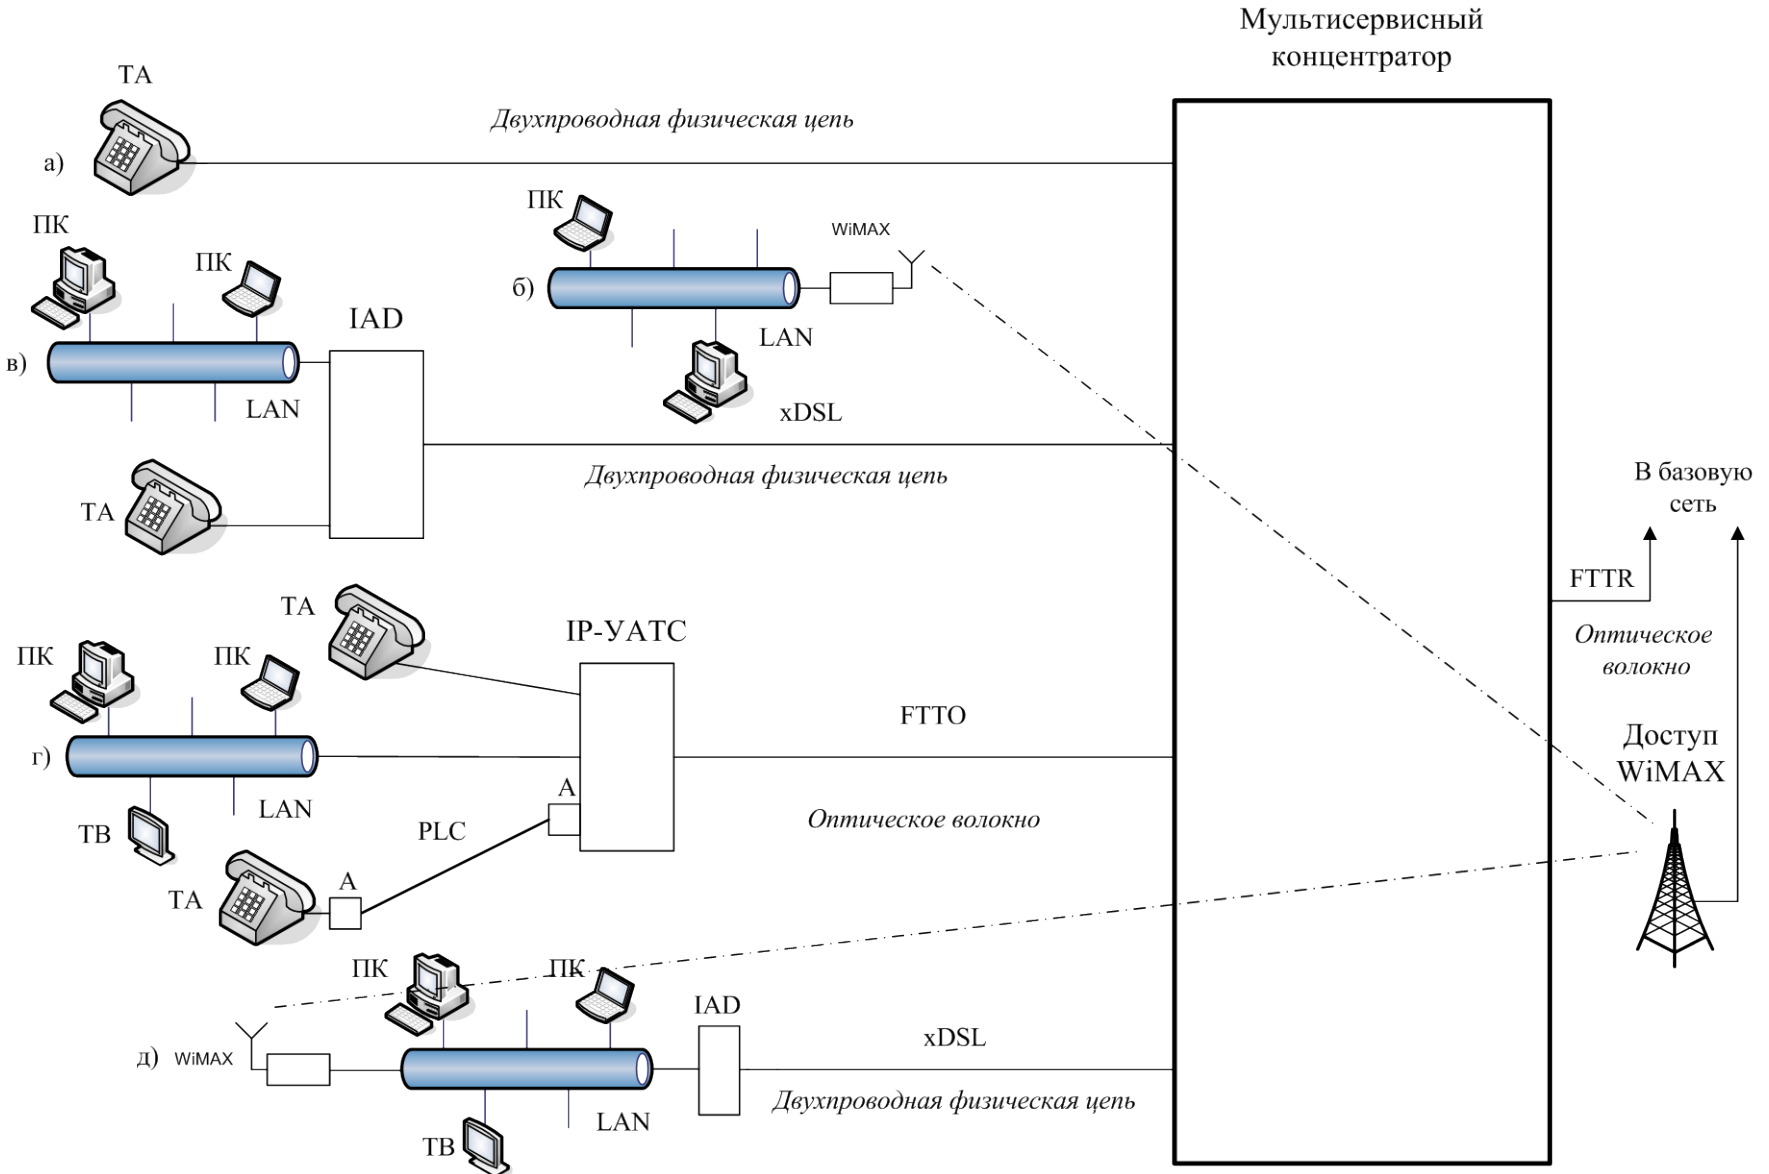 Мультисервисный
концентратор
ТА
Двухпроводная физическая цепь
а)
ПК
WiMAX
б)
LAN
ПК
ПК
IAD
в)
LAN
xDSL
Двухпроводная физическая цепь
ТА
В базовую
сеть
FTTR
Оптическое
волокно
ТА
IP-УАТС
ПК
ПК
FTTO
г)
LAN
А
ТВ
PLC
Оптическое волокно
ТА
А
Доступ
WiMAX
ПК
ПК
IAD
xDSL
д)
WiMAX
Двухпроводная физическая цепь
LAN
ТВ